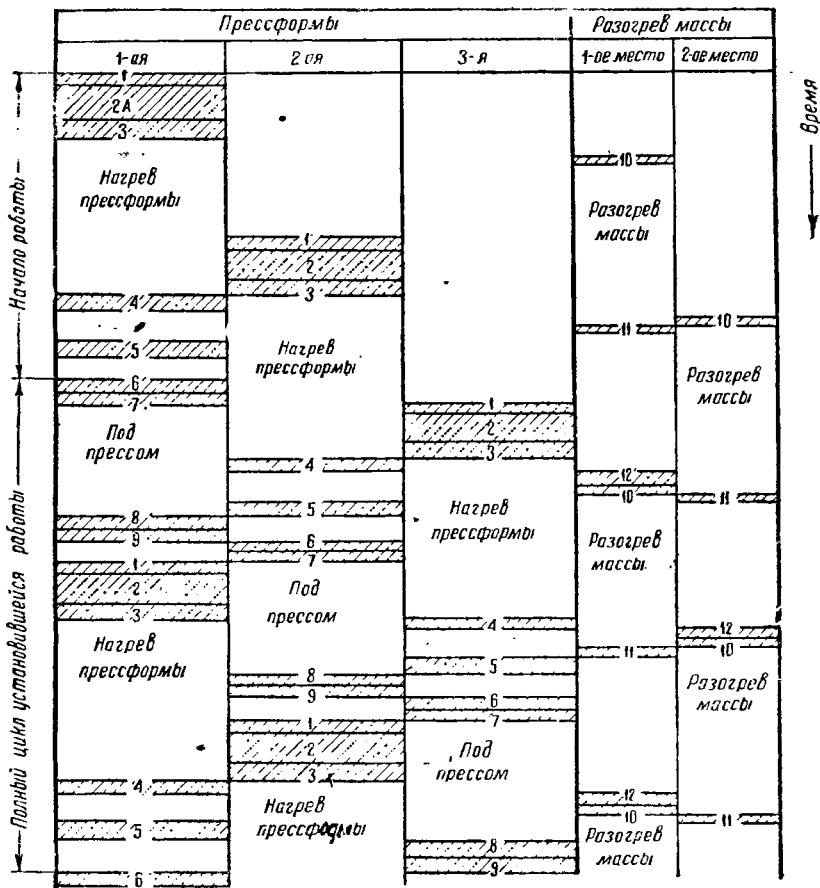 Прессформы Разогрев массы
1-ая 2ая 3-я 1-ое место 2-ое место
1
2А
3
10
Нагрев
прессформы
Разогрев
массы
1
2
3
4
10
11
5
Нагрев
прессформы
6
Разогрев
массы
7
1
2
Под
прессом
3
4
12
10
11
5
Нагрев
прессформы
8
9
6
Разогрев
массы
7
1
2
Под
прессом
3
4
12
Нагрев
прессформы
11
10
5
8
Разогрев
массы
9
6
7
1
2
Под
прессом
3
4
12
Нагрев
прессформы
10
11
5
Разогрев
массы
8
9
6
Начало работы
Полный цикл установившейся работы
Время